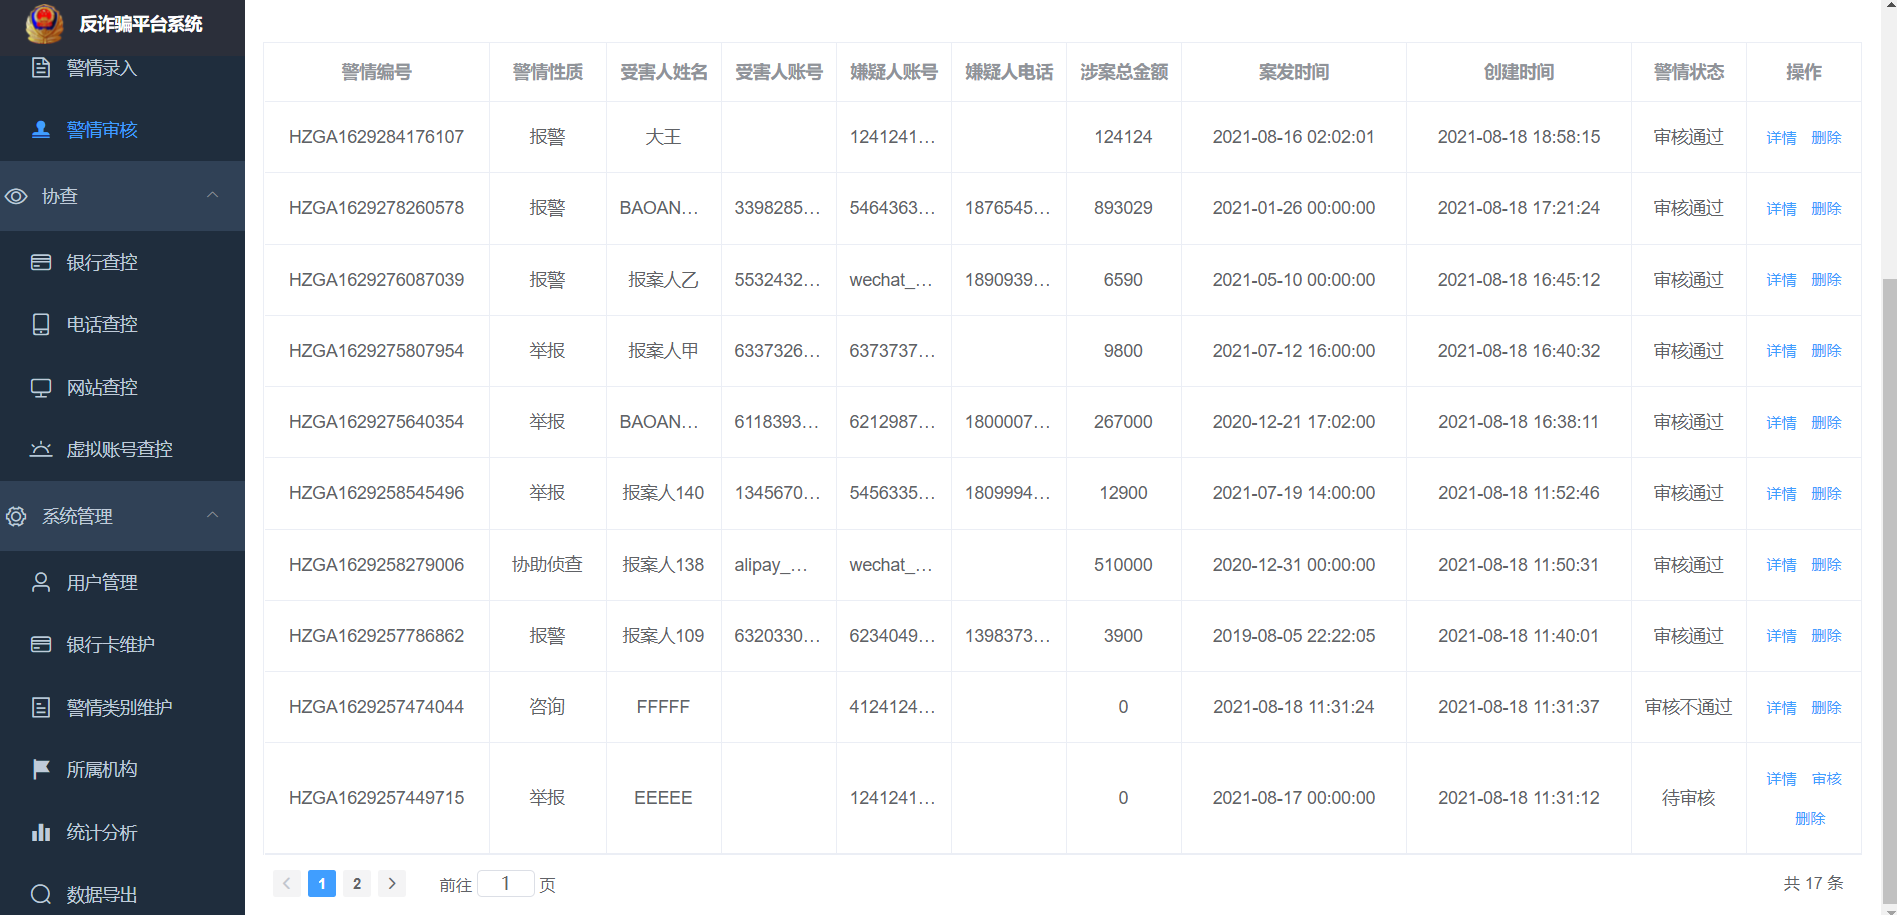 反诈骗平台系统
警情录入
警情审核
协查
银行查控
电话查控
网站查控
虚拟账号查控
系统管理
用户管理
银行卡维护
警情类别维护
所属机构
统计分析
数据导出
警情编号 警情性质 受害人姓名 受害人账号 嫌疑人账号 嫌疑人电话 涉案总金额 案发时间 创建时间 警情状态 操作
HZGA1629284176107 报警 大王 1241241... 124124 2021-08-16 02:02:01 2021-08-18 18:58:15 审核通过 详情 删除
HZGA1629278260578 报警 BAOAN... 3398285... 5464363... 1876545... 893029 2021-01-26 00:00:00 2021-08-18 17:21:24 审核通过 详情 删除
HZGA1629276087039 报警 报案人乙 5532432... wechat_... 1890939... 6590 2021-05-10 00:00:00 2021-08-18 16:45:12 审核通过 详情 删除
HZGA1629275807954 举报 报案人甲 6337326... 6373737... 9800 2021-07-12 16:00:00 2021-08-18 16:40:32 审核通过 详情 删除
HZGA1629275640354 举报 BAOAN... 6118393... 6212987... 1800007... 267000 2020-12-21 17:02:00 2021-08-18 16:38:11 审核通过 详情 删除
HZGA1629258545496 举报 报案人140 1345670... 5456335... 1809994... 12900 2021-07-19 14:00:00 2021-08-18 11:52:46 审核通过 详情 删除
HZGA1629258279006 协助侦查 报案人138 alipay_... wechat_... 510000 2020-12-31 00:00:00 2021-08-18 11:50:31 审核通过 详情 删除
HZGA1629257786862 报警 报案人109 6320330... 6234049... 1398373... 3900 2019-08-05 22:22:05 2021-08-18 11:40:01 审核通过 详情 删除
HZGA1629257474044 咨询 FFFFF 4124124... 0 2021-08-18 11:31:24 2021-08-18 11:31:37 审核不通过 详情 删除
HZGA1629257449715 举报 EEEEE 1241241... 0 2021-08-17 00:00:00 2021-08-18 11:31:12 待审核 详情 审核
删除
1 2 前往 1 页 共 17 条